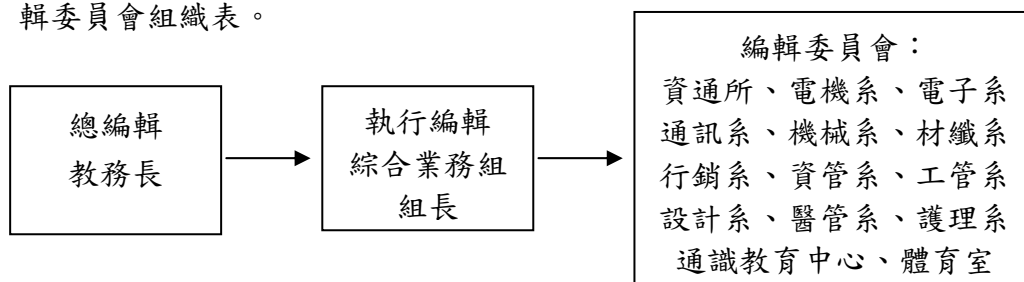 輯委員會組織表。
總編輯
教務長
執行編輯
綜合業務組
組長
編輯委員會：
資通所、電機系、電子系
通訊系、機械系、材纖系
行銷系、資管系、工管系
設計系、醫管系、護理系
通識教育中心、體育室